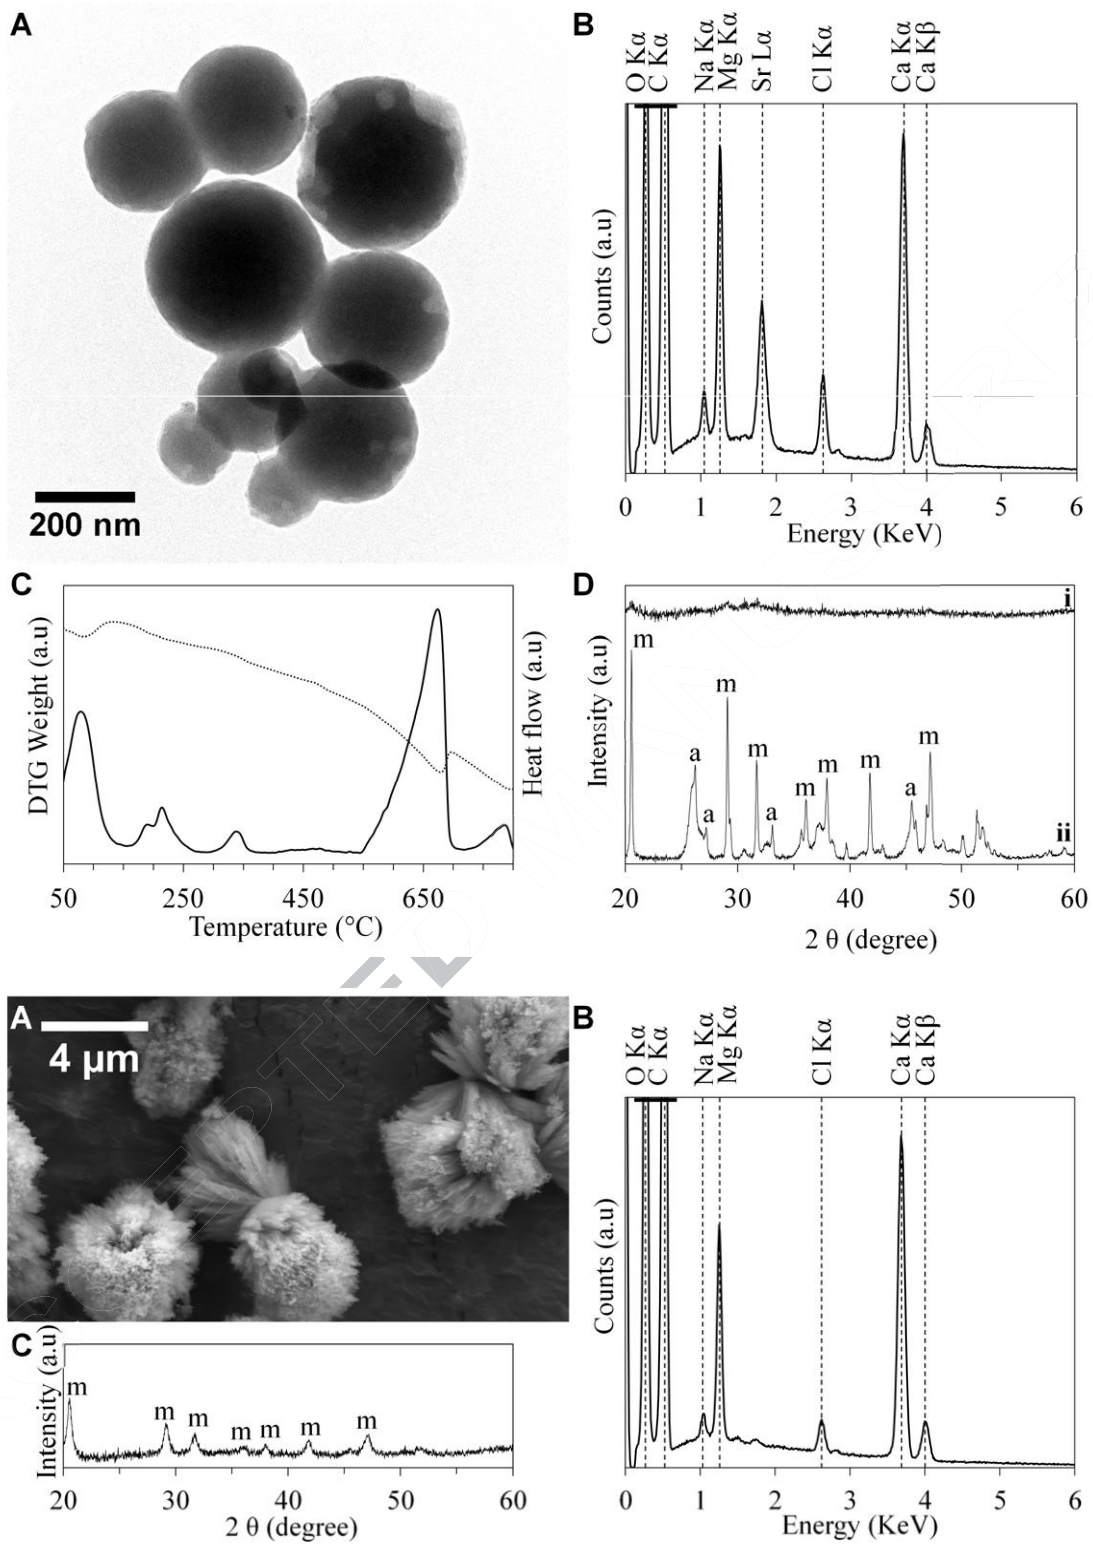 A
200 nm
B
O Kα
C Kα
Na Kα
Mg Kα
Sr Lα
Cl Kα
Ca Kα
Ca Kβ
Counts (a.u)
0 1 2 3 4 5 6
Energy (KeV)
C
DTG Weight (a.u)
Heat flow (a.u)
50 250 450 650
Temperature (°C)
D
Intensity (a.u)
i
m
m
a
a
m
a
m
m
m
a
m
ii
20 30 40 50 60
2 θ (degree)
ACCEPTED MANUSCRIPT
A
4 µm
B
O Kα
C Kα
Na Kα
Mg Kα
Cl Kα
Ca Kα
Ca Kβ
Counts (a.u)
0 1 2 3 4 5 6
Energy (KeV)
C
Intensity (a.u)
m
m
m
m
m
m
m
20 30 40 50 60
2 θ (degree)